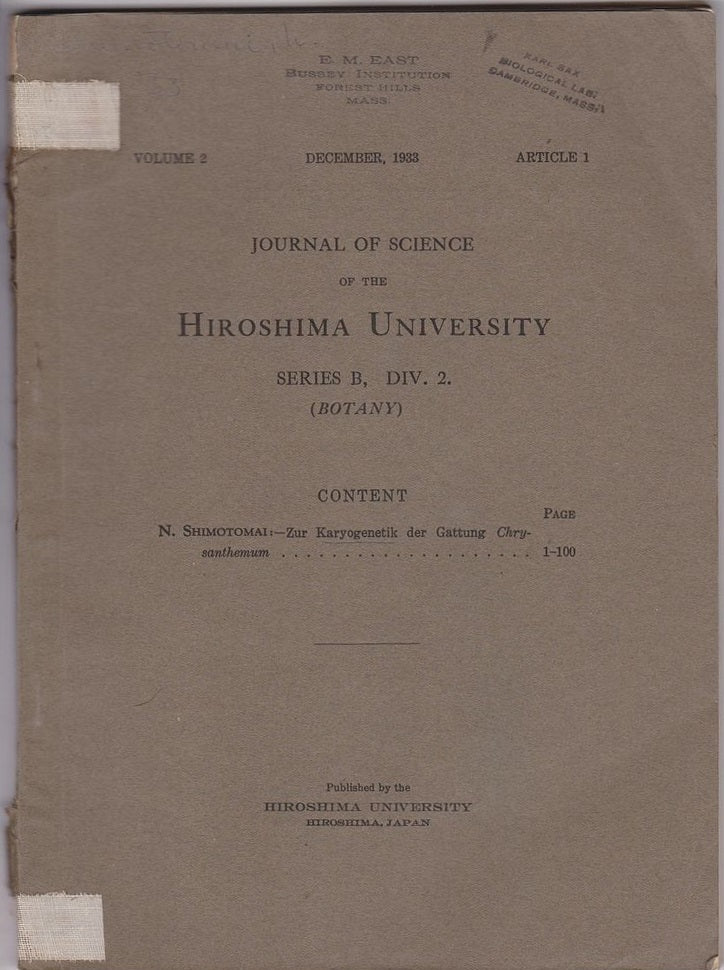 E. M. EAST
BUSSEY INSTITUTION
FOREST HILLS
MASS.
KARL SAX
BIOLOGICAL LAB.
CAMBRIDGE, MASS.
VOLUME 2 DECEMBER, 1933 ARTICLE 1
JOURNAL OF SCIENCE
OF THE
HIROSHIMA UNIVERSITY
SERIES B, DIV. 2.
(BOTANY)
CONTENT
PAGE
N. SHIMOTOMAI:—Zur Karyogenetik der Gattung Chry-
santhemum . . . . . . . . . . . . . . . . . . . . 1–100
Published by the
HIROSHIMA UNIVERSITY
HIROSHIMA, JAPAN